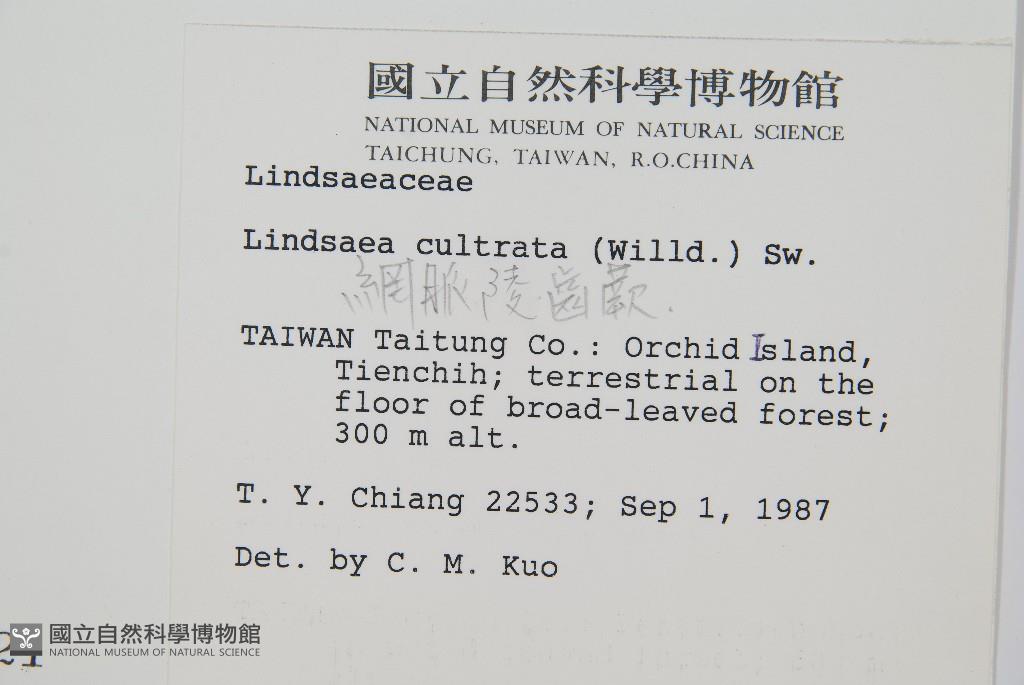 國立自然科學博物館
NATIONAL MUSEUM OF NATURAL SCIENCE
TAICHUNG, TAIWAN, R.O.CHINA
Lindsaeaceae
Lindsaea cultrata (Willd.) Sw.
網脈陵齒蕨.
TAIWAN Taitung Co.: Orchid Island,
Tienchih; terrestrial on the
floor of broad-leaved forest;
300 m alt.
T. Y. Chiang 22533; Sep 1, 1987
Det. by C. M. Kuo
國立自然科學博物館
NATIONAL MUSEUM OF NATURAL SCIENCE